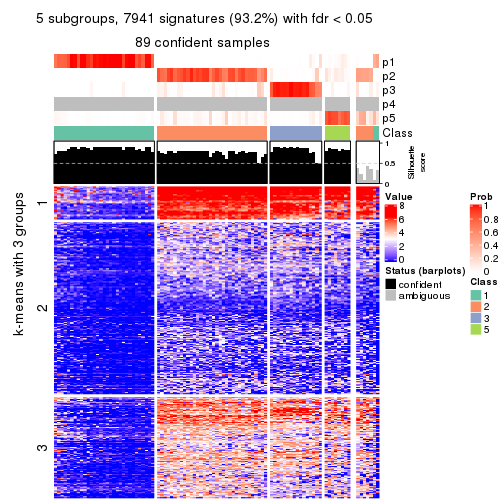 5 subgroups, 7941 signatures (93.2%) with fdr < 0.05
89 confident samples
p1
p2
p3
p4
p5
Class
1
0.5
0
Silhouette
score
k-means with 3 groups
1
2
3
Value
8
6
4
2
0
Status (barplots)
confident
ambiguous
Prob
1
0.8
0.6
0.4
0.2
0
Class
1
2
3
5